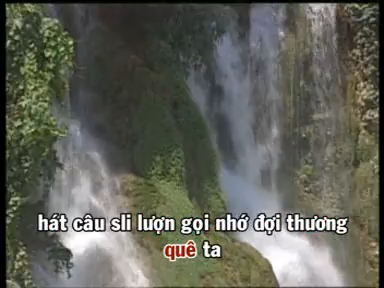 hát câu sli lượn gọi nhớ đợi thương
quê ta